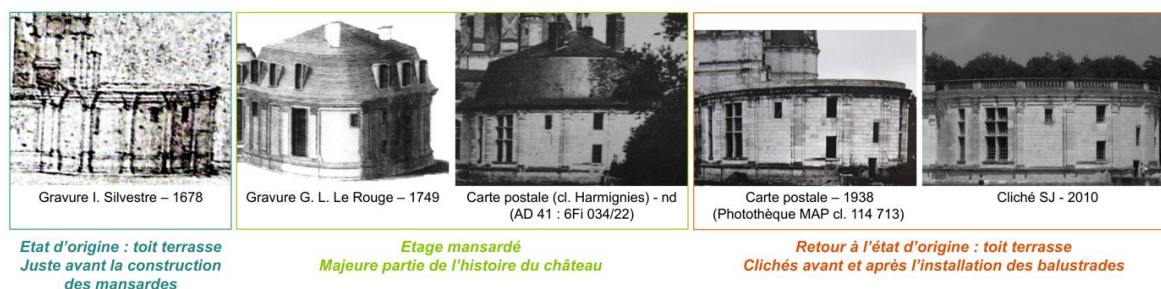 Gravure I. Silvestre – 1678
Gravure G. L. Le Rouge – 1749
Carte postale (cl. Harmignies) - nd
(AD 41 : 6Fi 034/22)
Carte postale – 1938
(Photothèque MAP cl. 114 713)
Cliché SJ - 2010
Etat d’origine : toit terrasse
Juste avant la construction
des mansardes
Etage mansardé
Majeure partie de l’histoire du château
Retour à l’état d’origine : toit terrasse
Clichés avant et après l’installation des balustrades